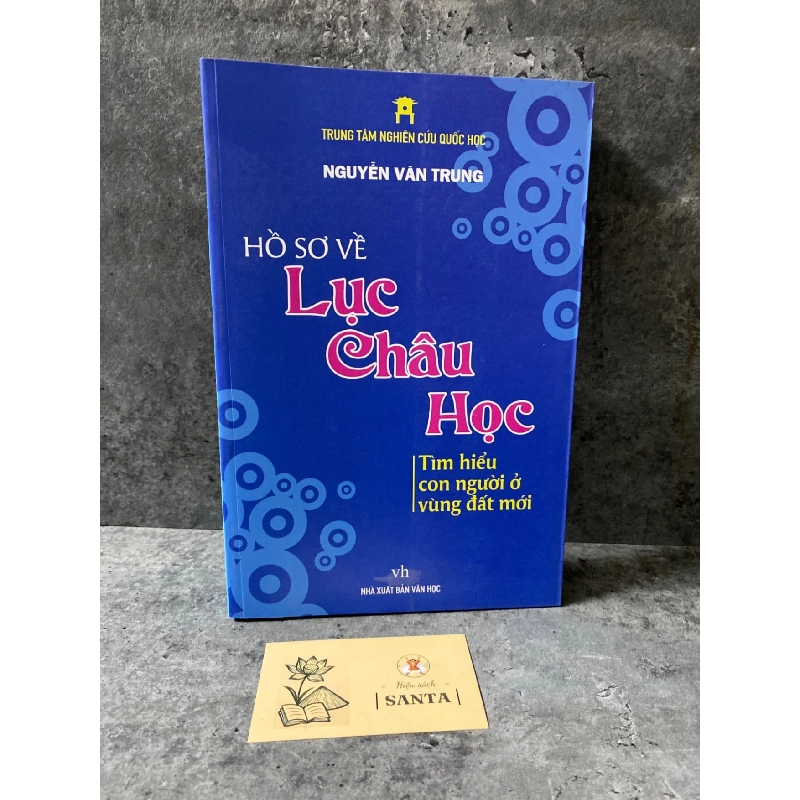 TRUNG TÂM NGHIÊN CỨU QUỐC HỌC
NGUYỄN VĂN TRUNG
HỒ SƠ VỀ
Lục
Châu
Học
Tìm hiểu
con người ở
vùng đất mới
vh
NHÀ XUẤT BẢN VĂN HỌC
Hiệu sách
| SANTA |